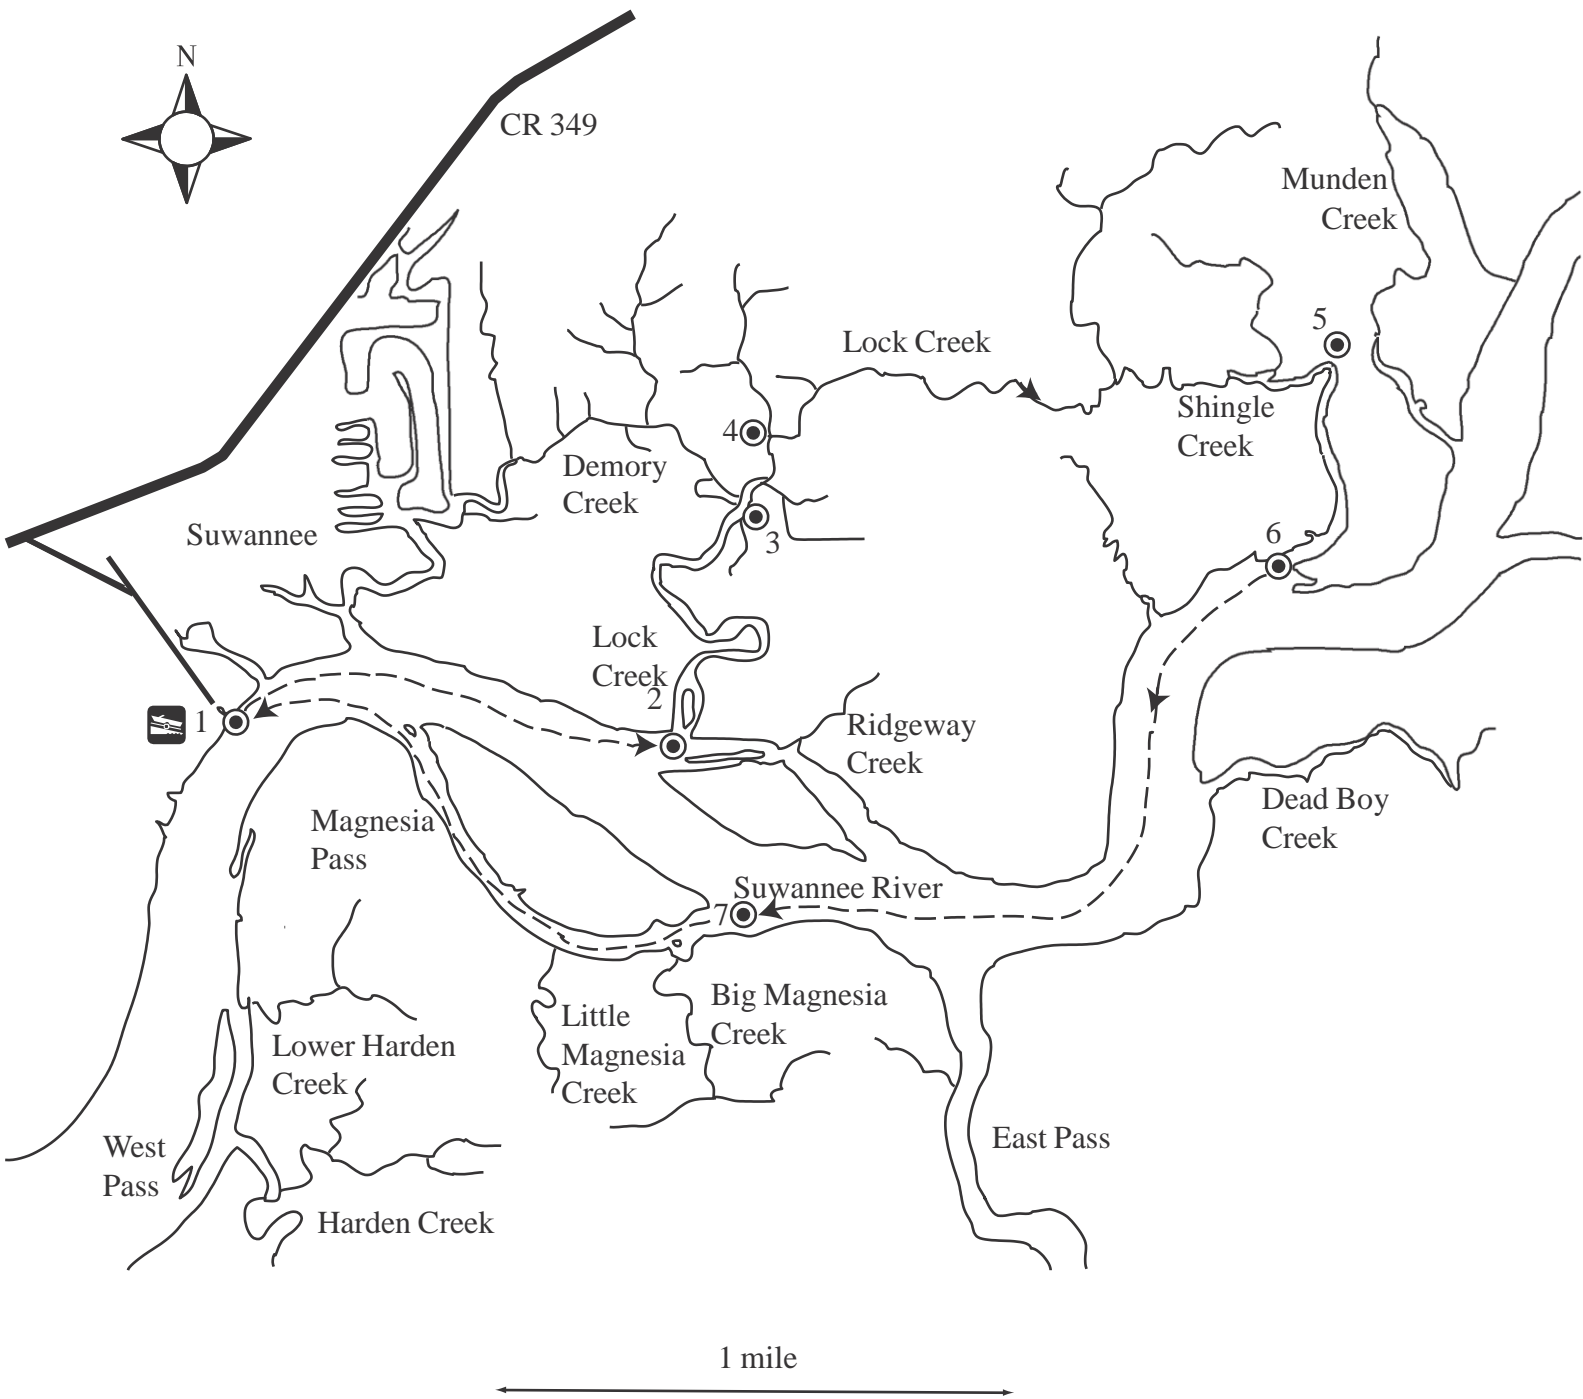 N
CR 349
Munden
Creek
5
Lock Creek
Shingle
Creek
4
Demory
Creek
Suwannee
3
6
Lock
Creek
2
1
Ridgeway
Creek
Dead Boy
Creek
Magnesia
Pass
Suwannee River
7
Big Magnesia
Creek
Little
Magnesia
Creek
Lower Harden
Creek
East Pass
West
Pass
Harden Creek
1 mile